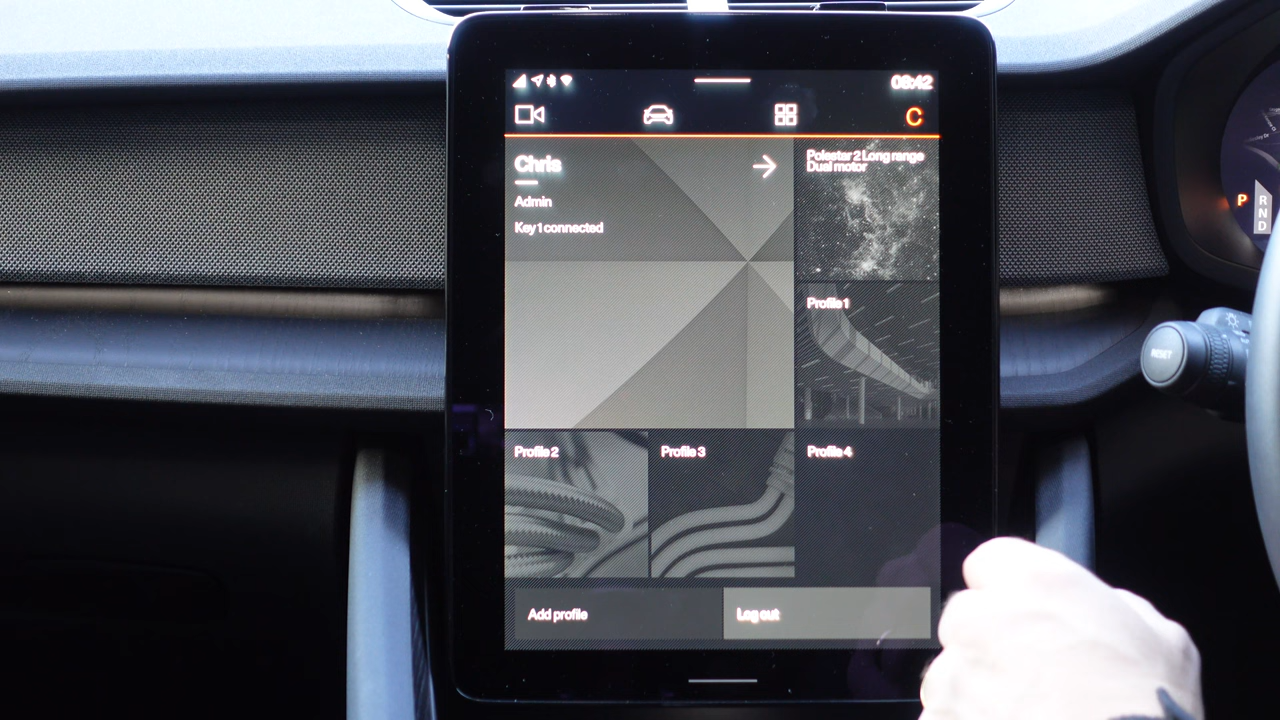 08:42
C
Chris
Admin
Key 1 connected
Polestar 2 Long range
Dual motor
Profile 1
Profile 2
Profile 3
Profile 4
Add profile
Log out
P
R
N
D
RESET